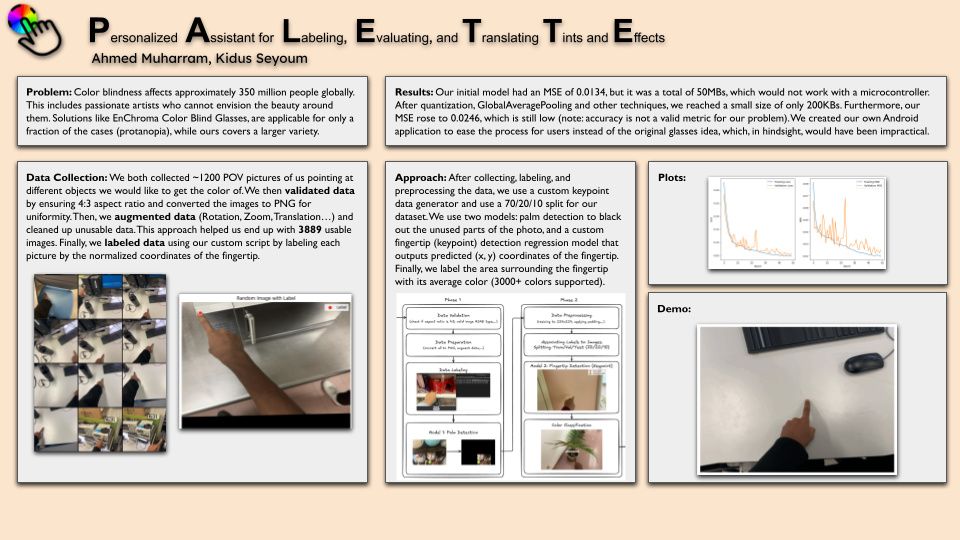 Personalized Assistant for Labeling, Evaluating, and Translating Tints and Effects
Ahmed Muharram, Kidus Seyoum
Problem: Color blindness affects approximately 350 million people globally.
This includes passionate artists who cannot envision the beauty around
them. Solutions like EnChroma Color Blind Glasses, are applicable for only a
fraction of the cases (protanopia), while ours covers a larger variety.
Results: Our initial model had an MSE of 0.0134, but it was a total of 50MBs, which would not work with a microcontroller.
After quantization, GlobalAveragePooling and other techniques, we reached a small size of only 200KBs. Furthermore, our
MSE rose to 0.0246, which is still low (note: accuracy is not a valid metric for our problem). We created our own Android
application to ease the process for users instead of the original glasses idea, which, in hindsight, would have been impractical.
Data Collection: We both collected ~1200 POV pictures of us pointing at
different objects we would like to get the color of. We then validated data
by ensuring 4:3 aspect ratio and converted the images to PNG for
uniformity. Then, we augmented data (Rotation, Zoom, Translation…) and
cleaned up unusable data. This approach helped us end up with 3889 usable
images. Finally, we labeled data using our custom script by labeling each
picture by the normalized coordinates of the fingertip.
Random Image with Label
Label
Approach: After collecting, labeling, and
preprocessing the data, we use a custom keypoint
data generator and use a 70/20/10 split for our
dataset. We use two models: palm detection to black
out the unused parts of the photo, and a custom
fingertip (keypoint) detection regression model that
outputs predicted (x, y) coordinates of the fingertip.
Finally, we label the area surrounding the fingertip
with its average color (3000+ colors supported).
Phase 1
Data Validation
Data Preparation
Data Labeling
Model 1: Palm Detection
Phase 2
Data Preprocessing
Associating Labels to Images
Splitting Train/Val/Test (70/20/10)
Model 2: Fingertip Detection (Keypoint)
Color Classification
Plots:
Demo: